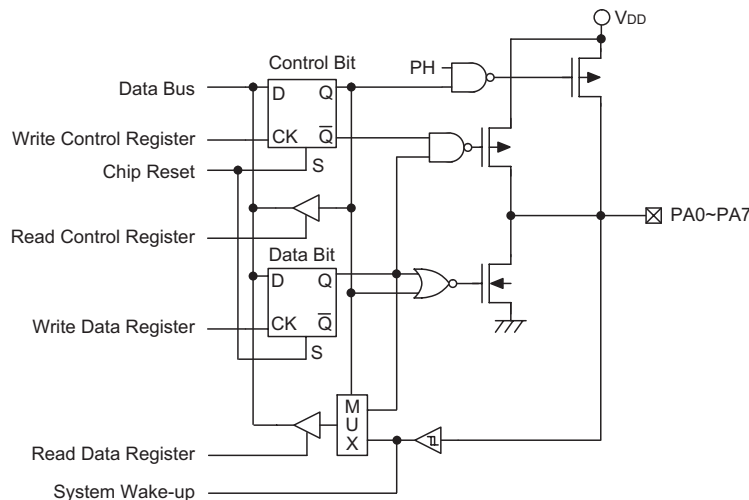 VDD
Control Bit
PH
Data Bus
D Q
Write Control Register
CK Q
S
Chip Reset
PA0~PA7
Read Control Register
Data Bit
D Q
Write Data Register
CK Q
S
M
U
X
Read Data Register
System Wake-up